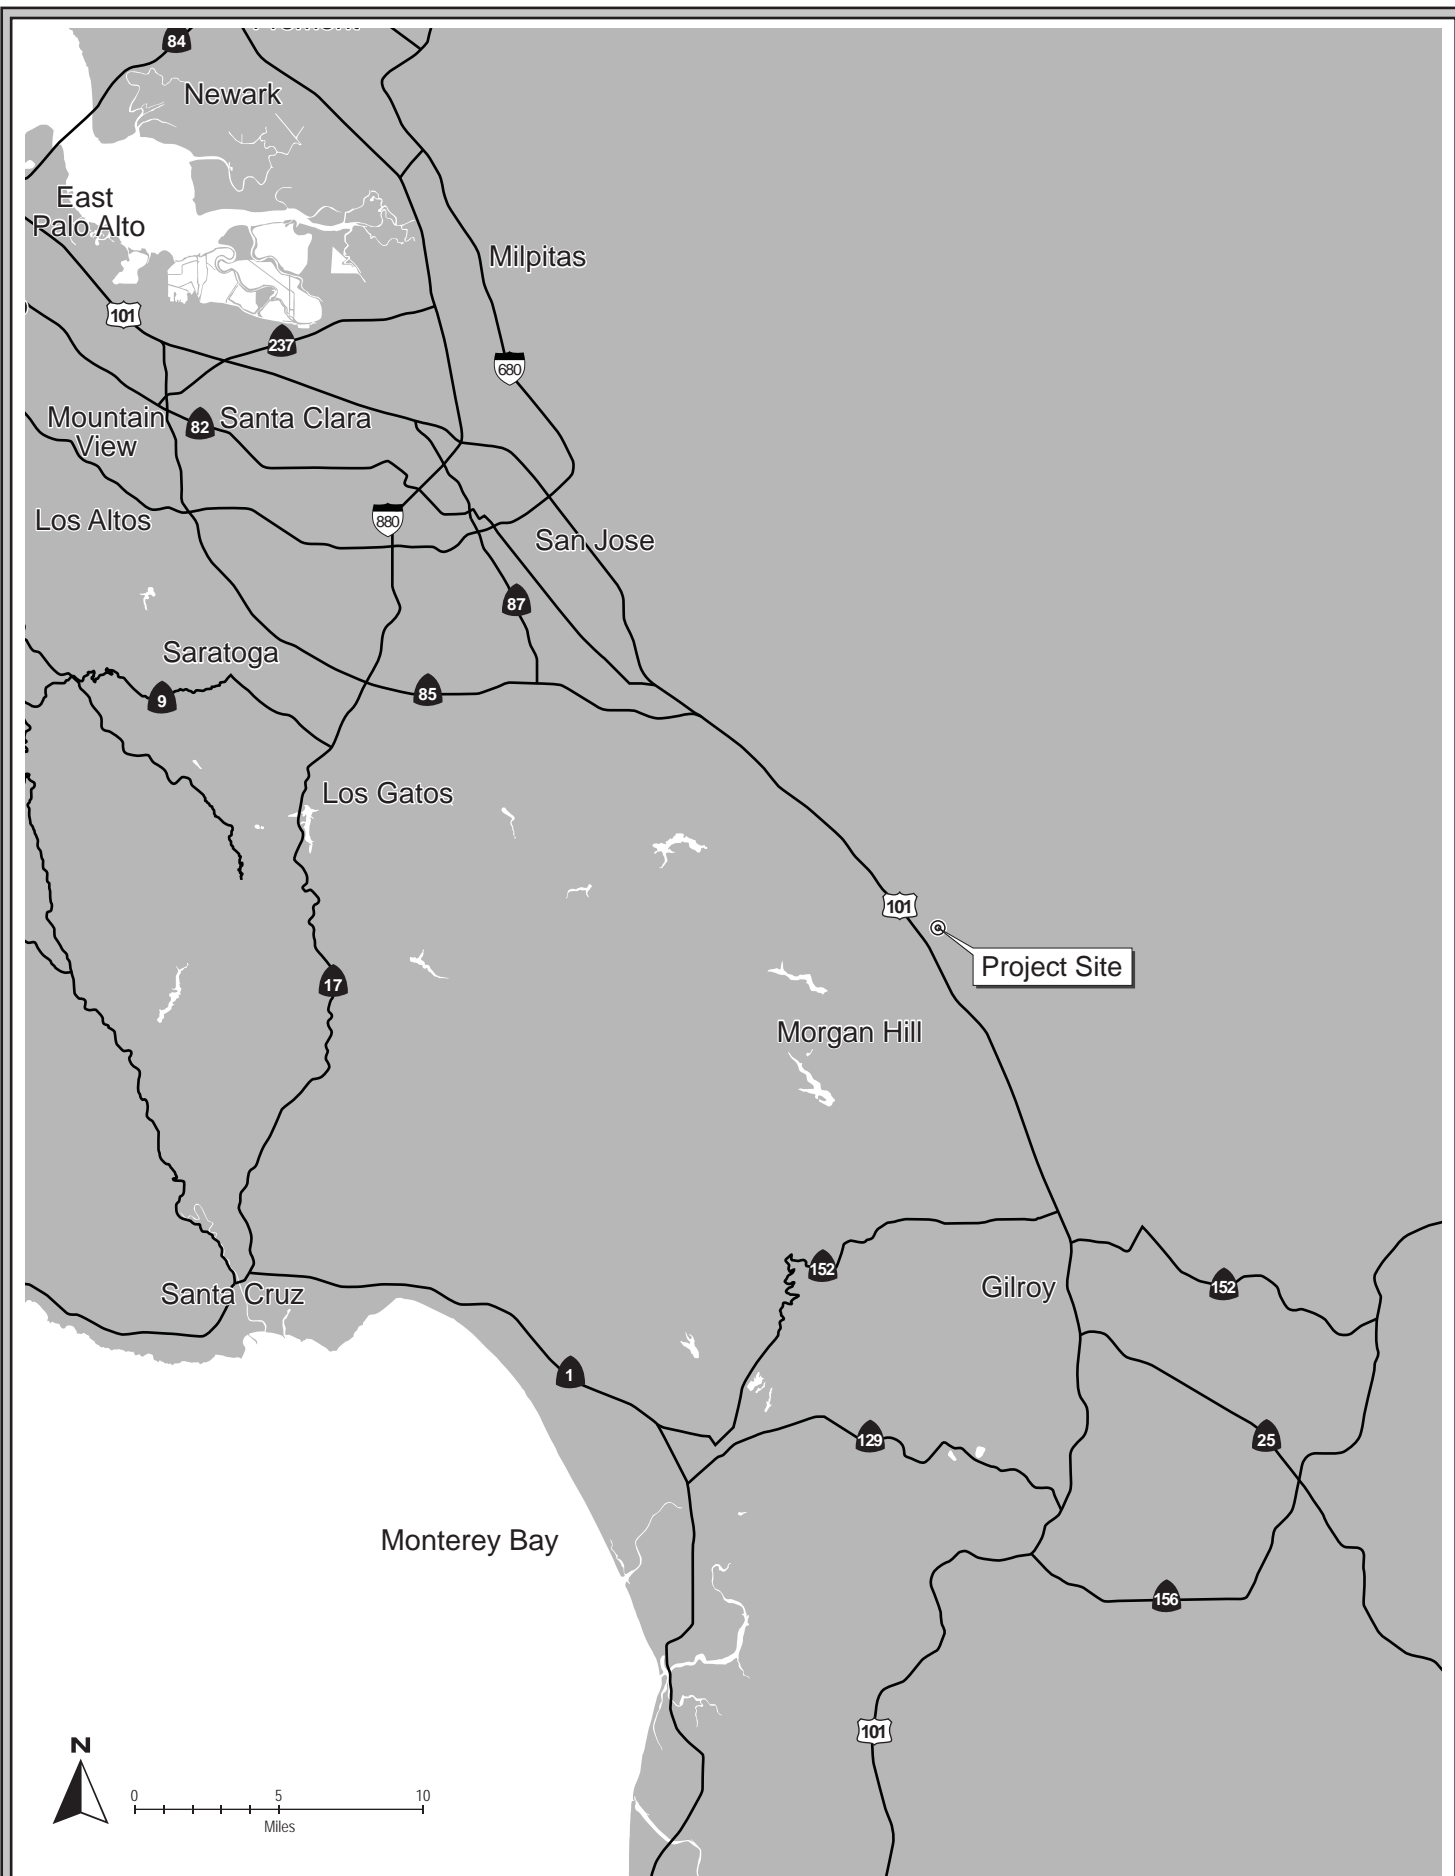 Fremont
84
Newark
East
Palo Alto
Milpitas
101
237
680
Mountain
View
82
Santa Clara
Los Altos
880
San Jose
87
Saratoga
9
85
Los Gatos
101
Project Site
17
Morgan Hill
152
Gilroy
152
Santa Cruz
1
129
25
Monterey Bay
156
101
N
0 5 10
Miles